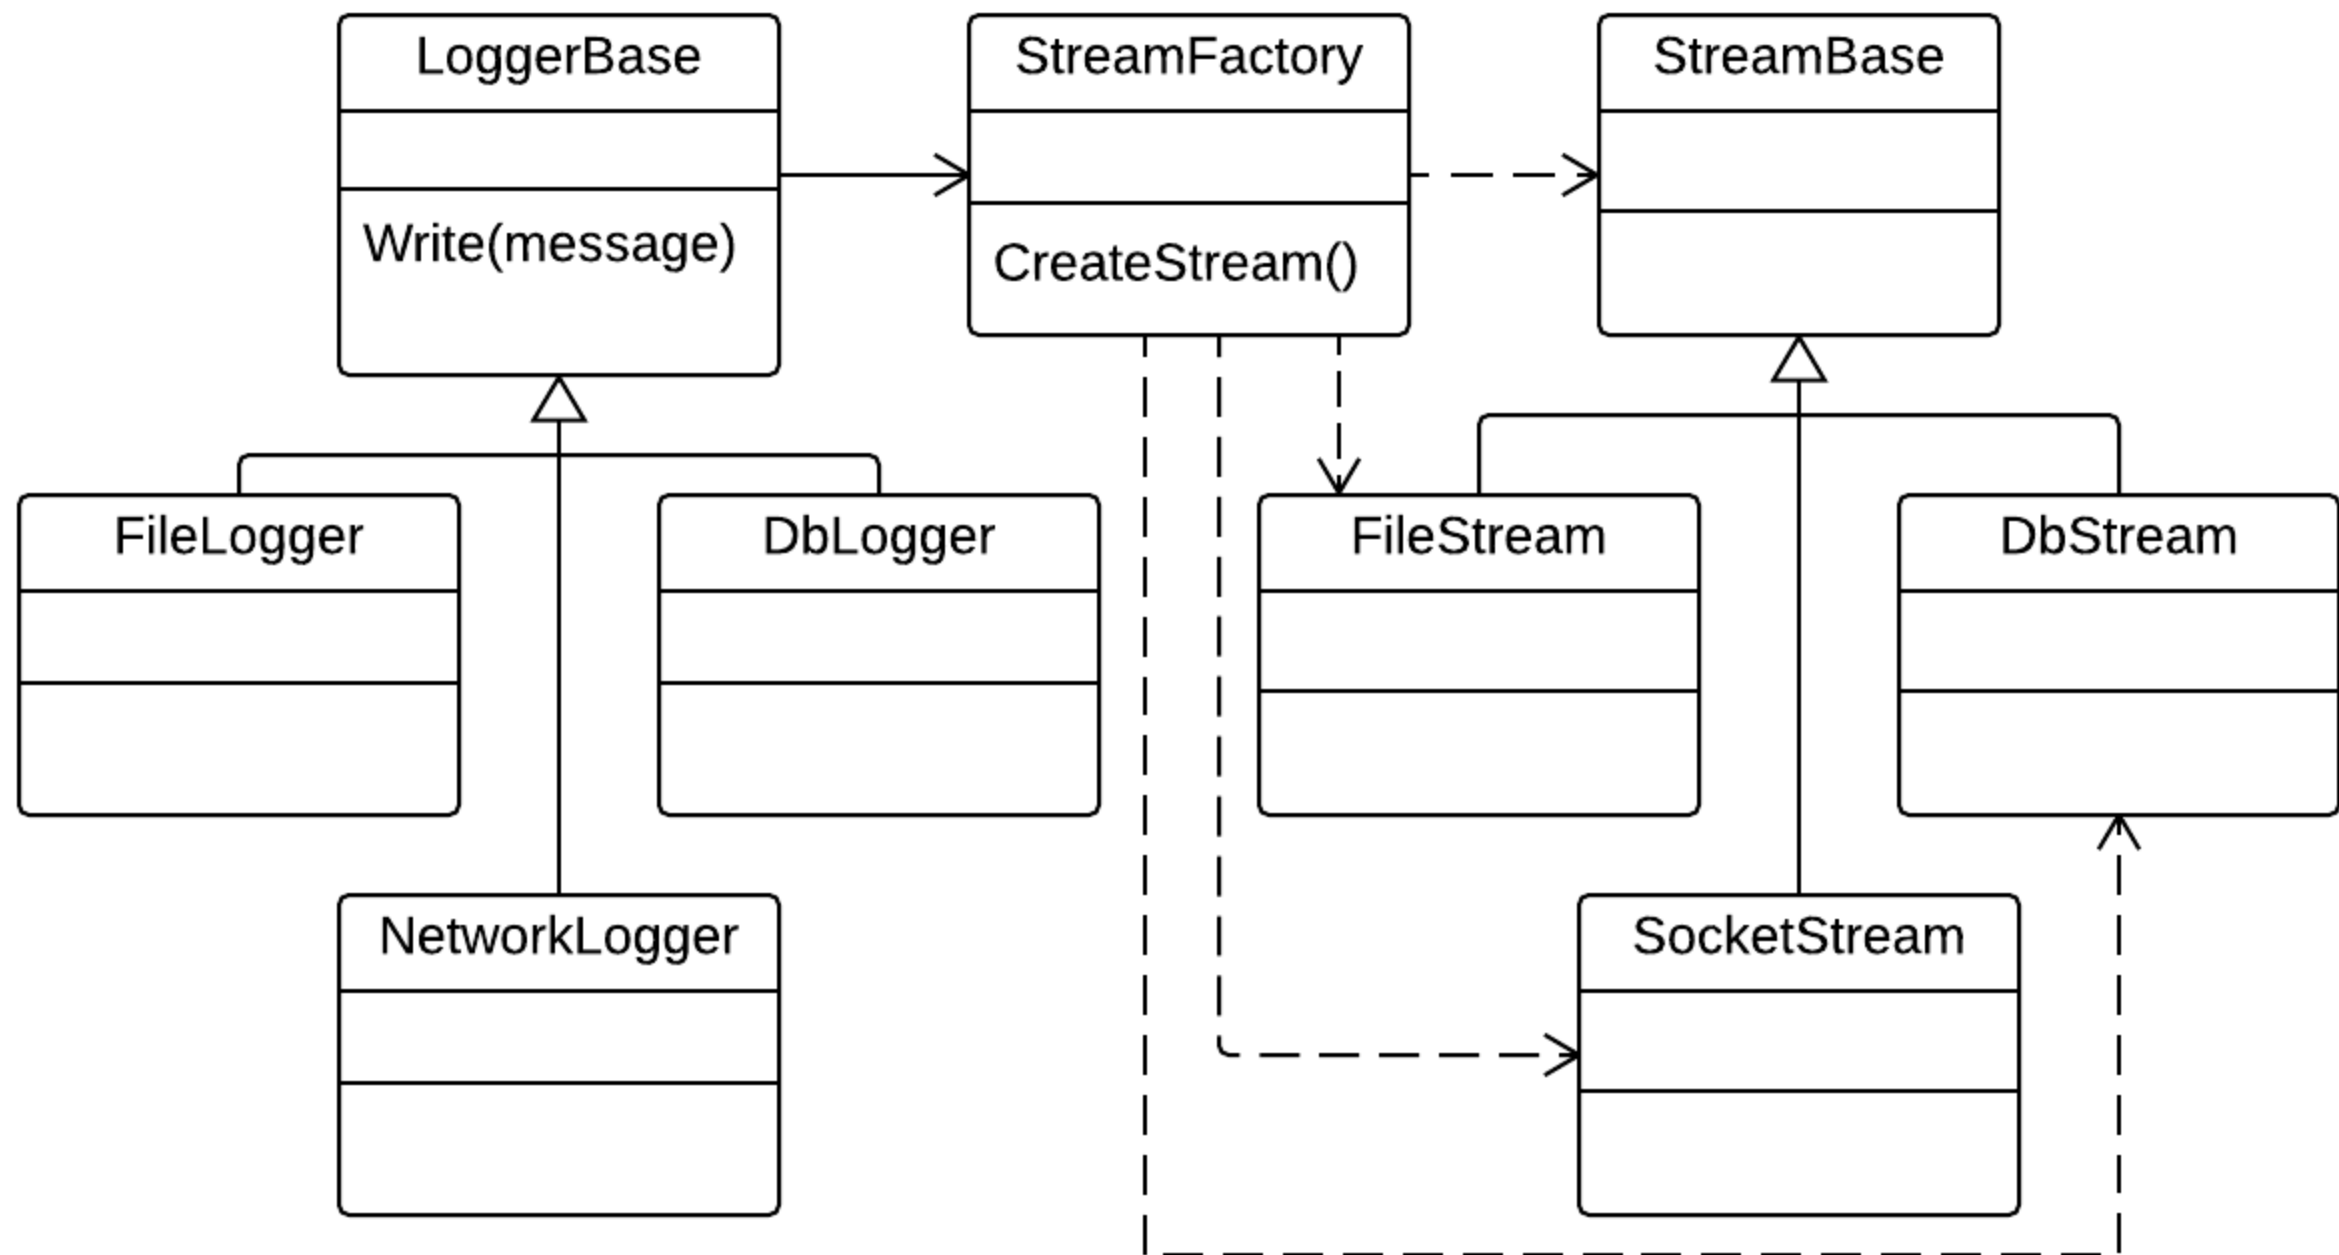 LoggerBase
StreamFactory
StreamBase
Write(message)
CreateStream()
FileLogger
DbLogger
FileStream
DbStream
NetworkLogger
SocketStream